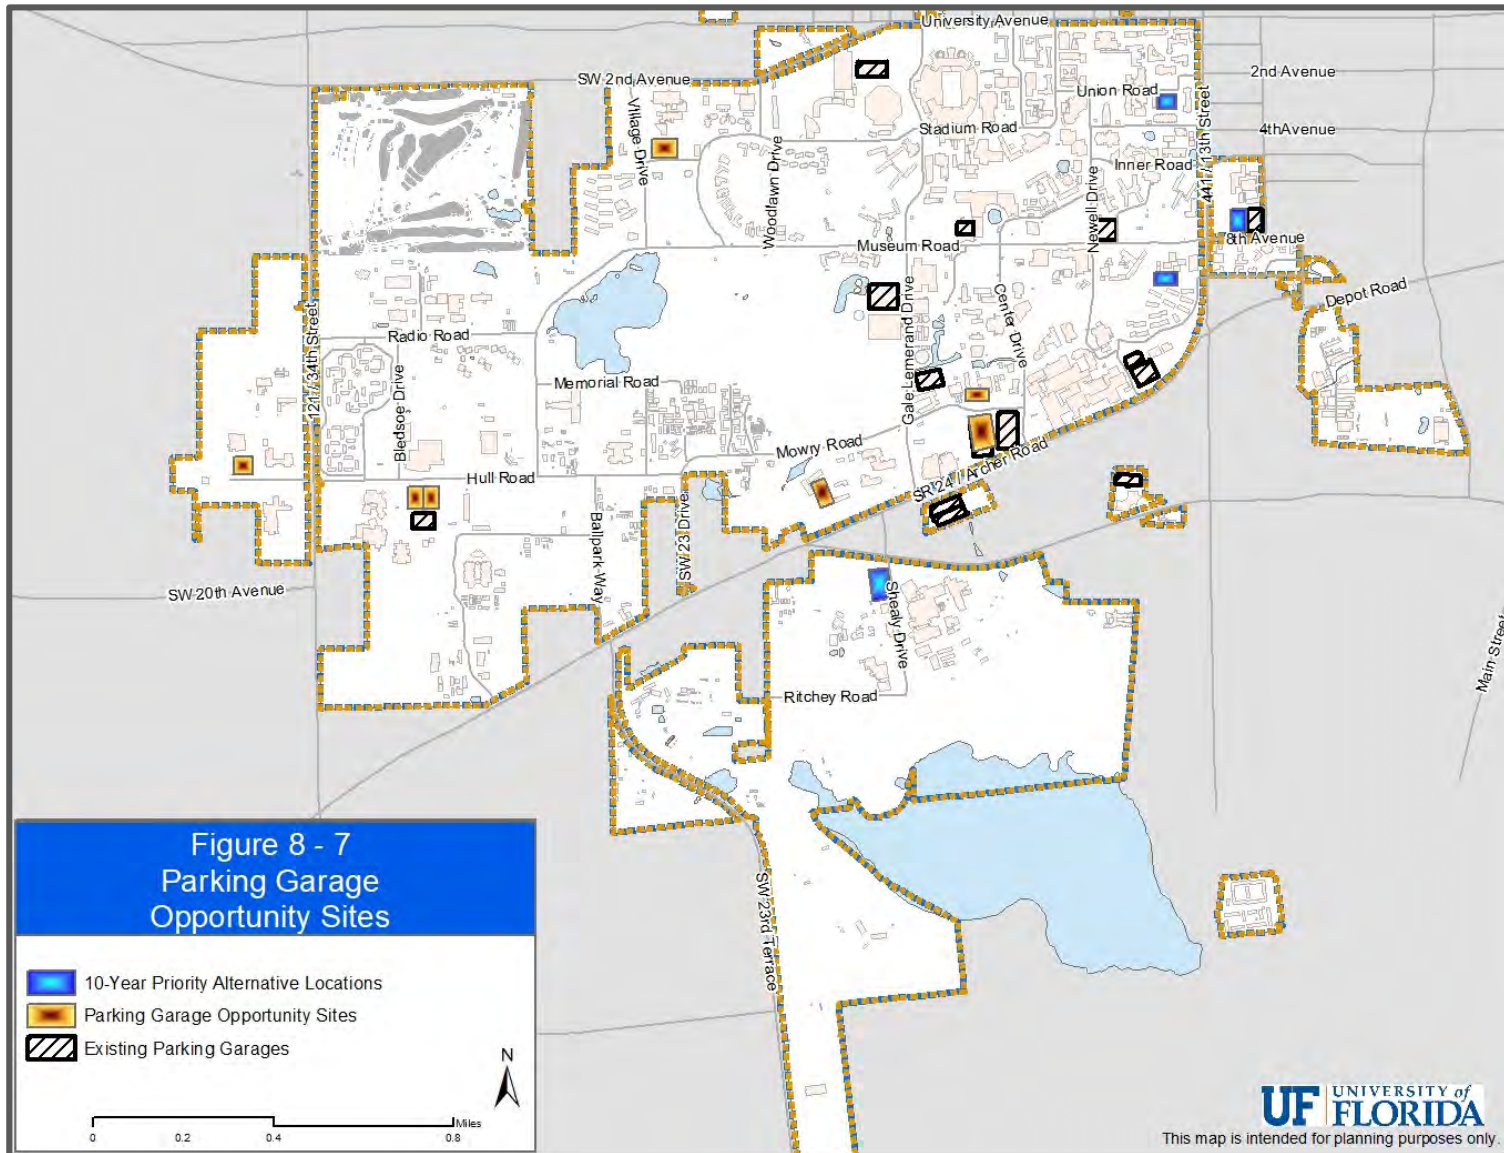 University Avenue
SW 2nd Avenue
2nd Avenue
Union Road
Village Drive
Stadium Road
4thAvenue
441 / 13th Street
Woodlawn Drive
Inner Road
Newell Drive
Museum Road
8th Avenue
Depot Road
121 / 34th Street
Radio Road
Gale Lemerand Drive
Center Drive
Memorial Road
Bledsoe Drive
Mowry Road
Hull Road
SR 24 / Archer Road
Ballpark Way
SW 23 Drive
SW 20th Avenue
Shealy Drive
Main Street
Ritchey Road
SW 23rd Terrace
Figure 8 - 7
Parking Garage
Opportunity Sites
10-Year Priority Alternative Locations
Parking Garage Opportunity Sites
Existing Parking Garages
N
Miles
0 0.2 0.4 0.8
UF UNIVERSITY of
FLORIDA
This map is intended for planning purposes only.